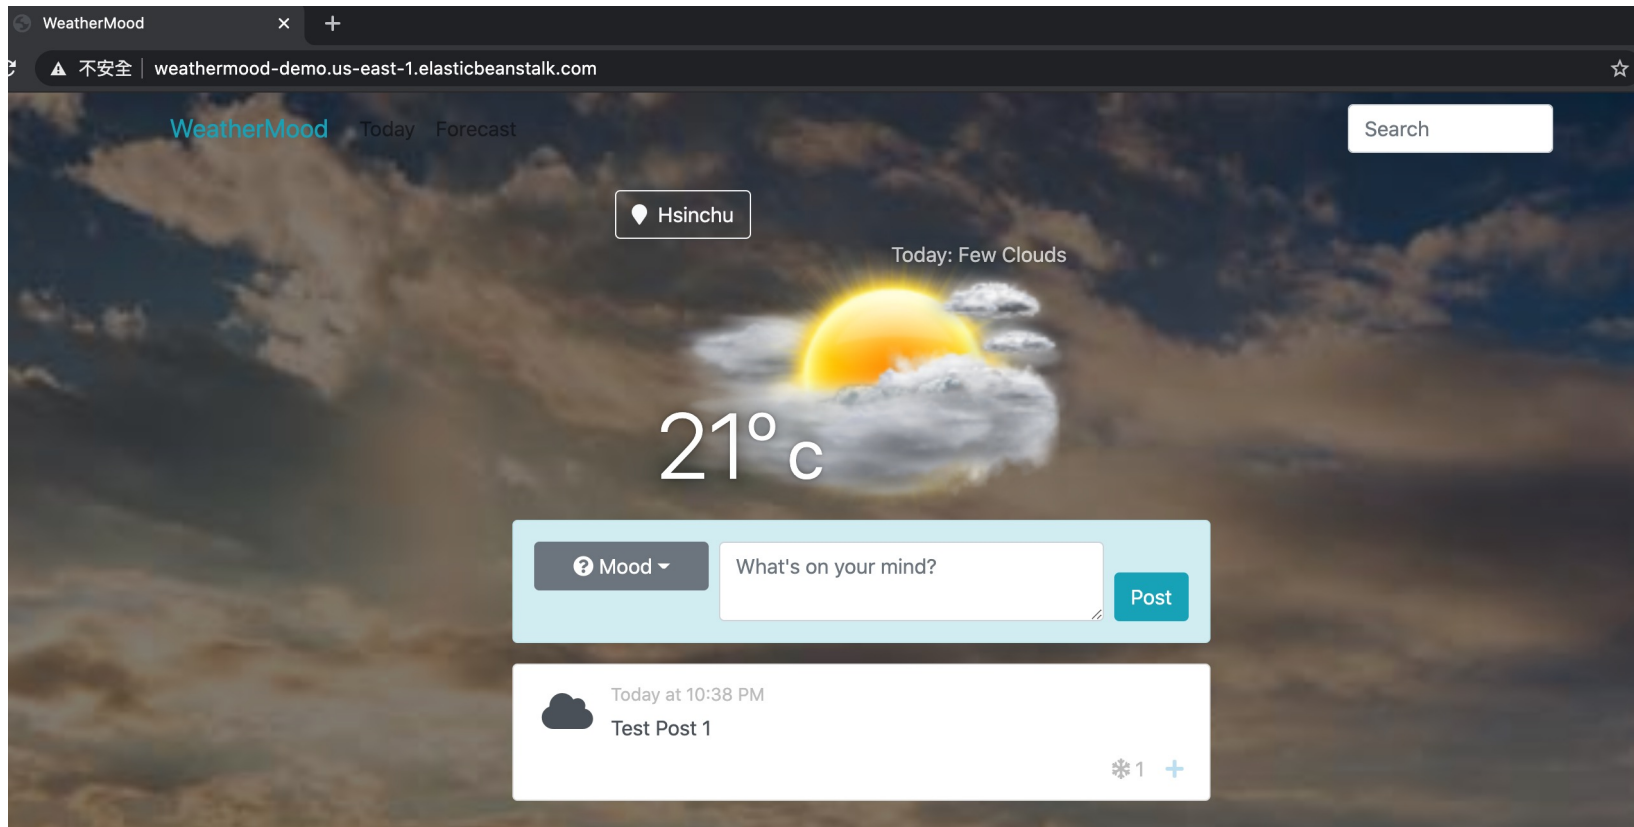 WeatherMood
不安全 weathermood-demo.us-east-1.elasticbeanstalk.com
WeatherMood Today Forecast Search
Hsinchu
Today: Few Clouds
21°c
Mood What's on your mind?
Post
Today at 10:38 PM
Test Post 1
1